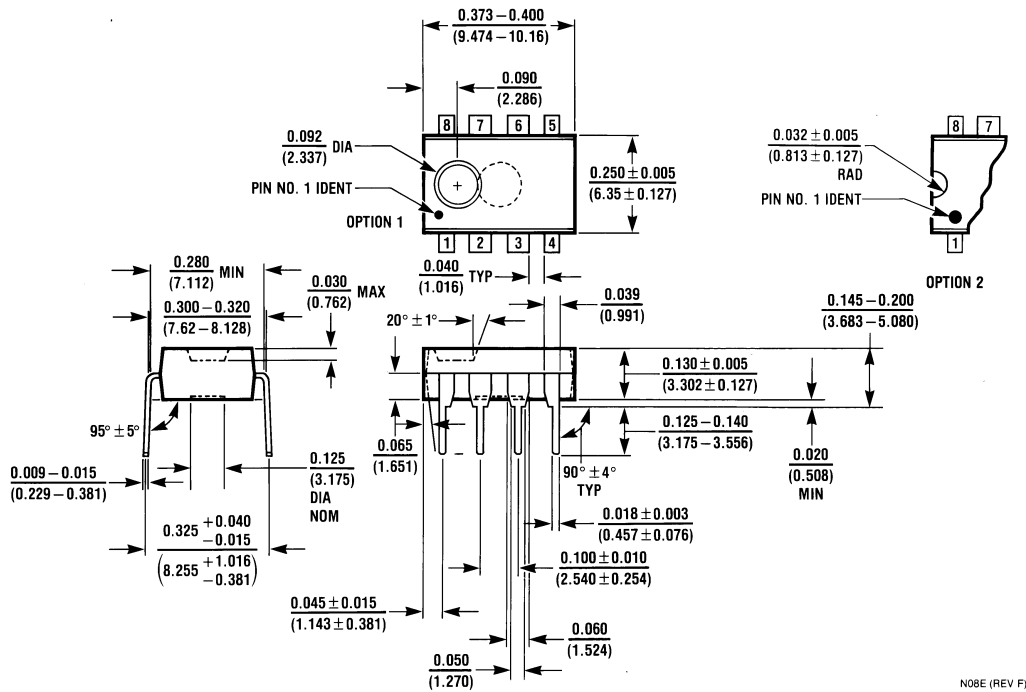 0.373 – 0.400
(9.474 – 10.16)
0.090
(2.286)
8 7 6 5
0.092 DIA
(2.337)
PIN NO. 1 IDENT
OPTION 1
1 2 3 4
0.250 ± 0.005
(6.35 ± 0.127)
8 7
0.032 ± 0.005
(0.813 ± 0.127)
RAD
PIN NO. 1 IDENT
1
OPTION 2
0.280 MIN
(7.112)
0.030 MAX
(0.762)
0.300 – 0.320
(7.62 – 8.128)
0.040 TYP
(1.016)
0.039
(0.991)
0.145 – 0.200
(3.683 – 5.080)
20° ± 1°
0.130 ± 0.005
(3.302 ± 0.127)
95° ± 5°
0.065
(1.651)
0.125 – 0.140
(3.175 – 3.556)
0.020
(0.508)
MIN
90° ± 4°
TYP
0.009 – 0.015
(0.229 – 0.381)
0.125
(3.175)
DIA
NOM
0.018 ± 0.003
(0.457 ± 0.076)
0.325 +0.040
−0.015
(8.255 +1.016
−0.381)
0.100 ± 0.010
(2.540 ± 0.254)
0.045 ± 0.015
(1.143 ± 0.381)
0.060
(1.524)
0.050
(1.270)
N08E (REV F)